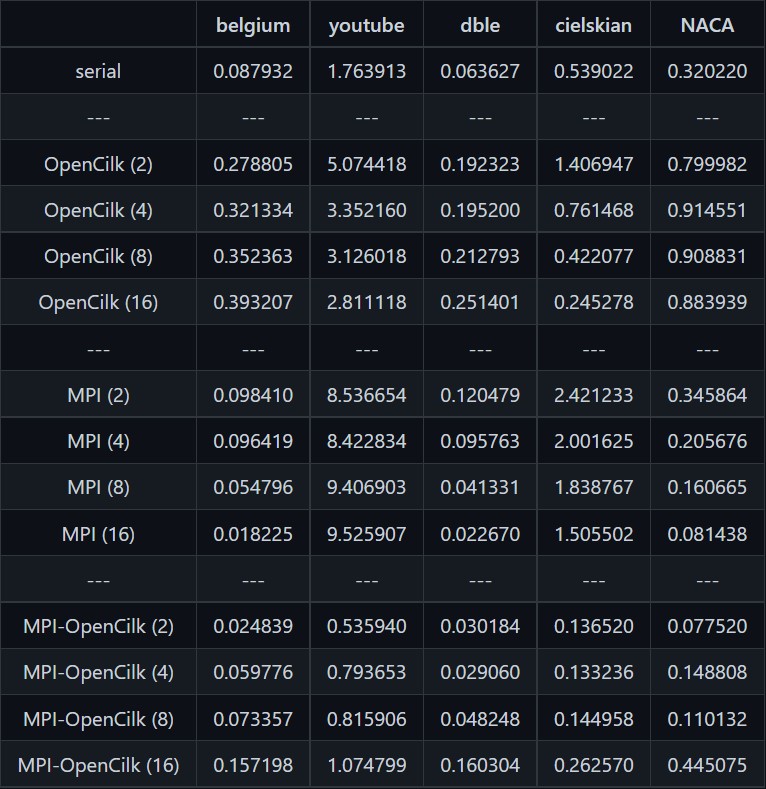 belgium youtube dble cielskian NACA
serial 0.087932 1.763913 0.063627 0.539022 0.320220
--- --- --- --- --- ---
OpenCilk (2) 0.278805 5.074418 0.192323 1.406947 0.799982
OpenCilk (4) 0.321334 3.352160 0.195200 0.761468 0.914551
OpenCilk (8) 0.352363 3.126018 0.212793 0.422077 0.908831
OpenCilk (16) 0.393207 2.811118 0.251401 0.245278 0.883939
--- --- --- --- --- ---
MPI (2) 0.098410 8.536654 0.120479 2.421233 0.345864
MPI (4) 0.096419 8.422834 0.095763 2.001625 0.205676
MPI (8) 0.054796 9.406903 0.041331 1.838767 0.160665
MPI (16) 0.018225 9.525907 0.022670 1.505502 0.081438
--- --- --- --- --- ---
MPI-OpenCilk (2) 0.024839 0.535940 0.030184 0.136520 0.077520
MPI-OpenCilk (4) 0.059776 0.793653 0.029060 0.133236 0.148808
MPI-OpenCilk (8) 0.073357 0.815906 0.048248 0.144958 0.110132
MPI-OpenCilk (16) 0.157198 1.074799 0.160304 0.262570 0.445075